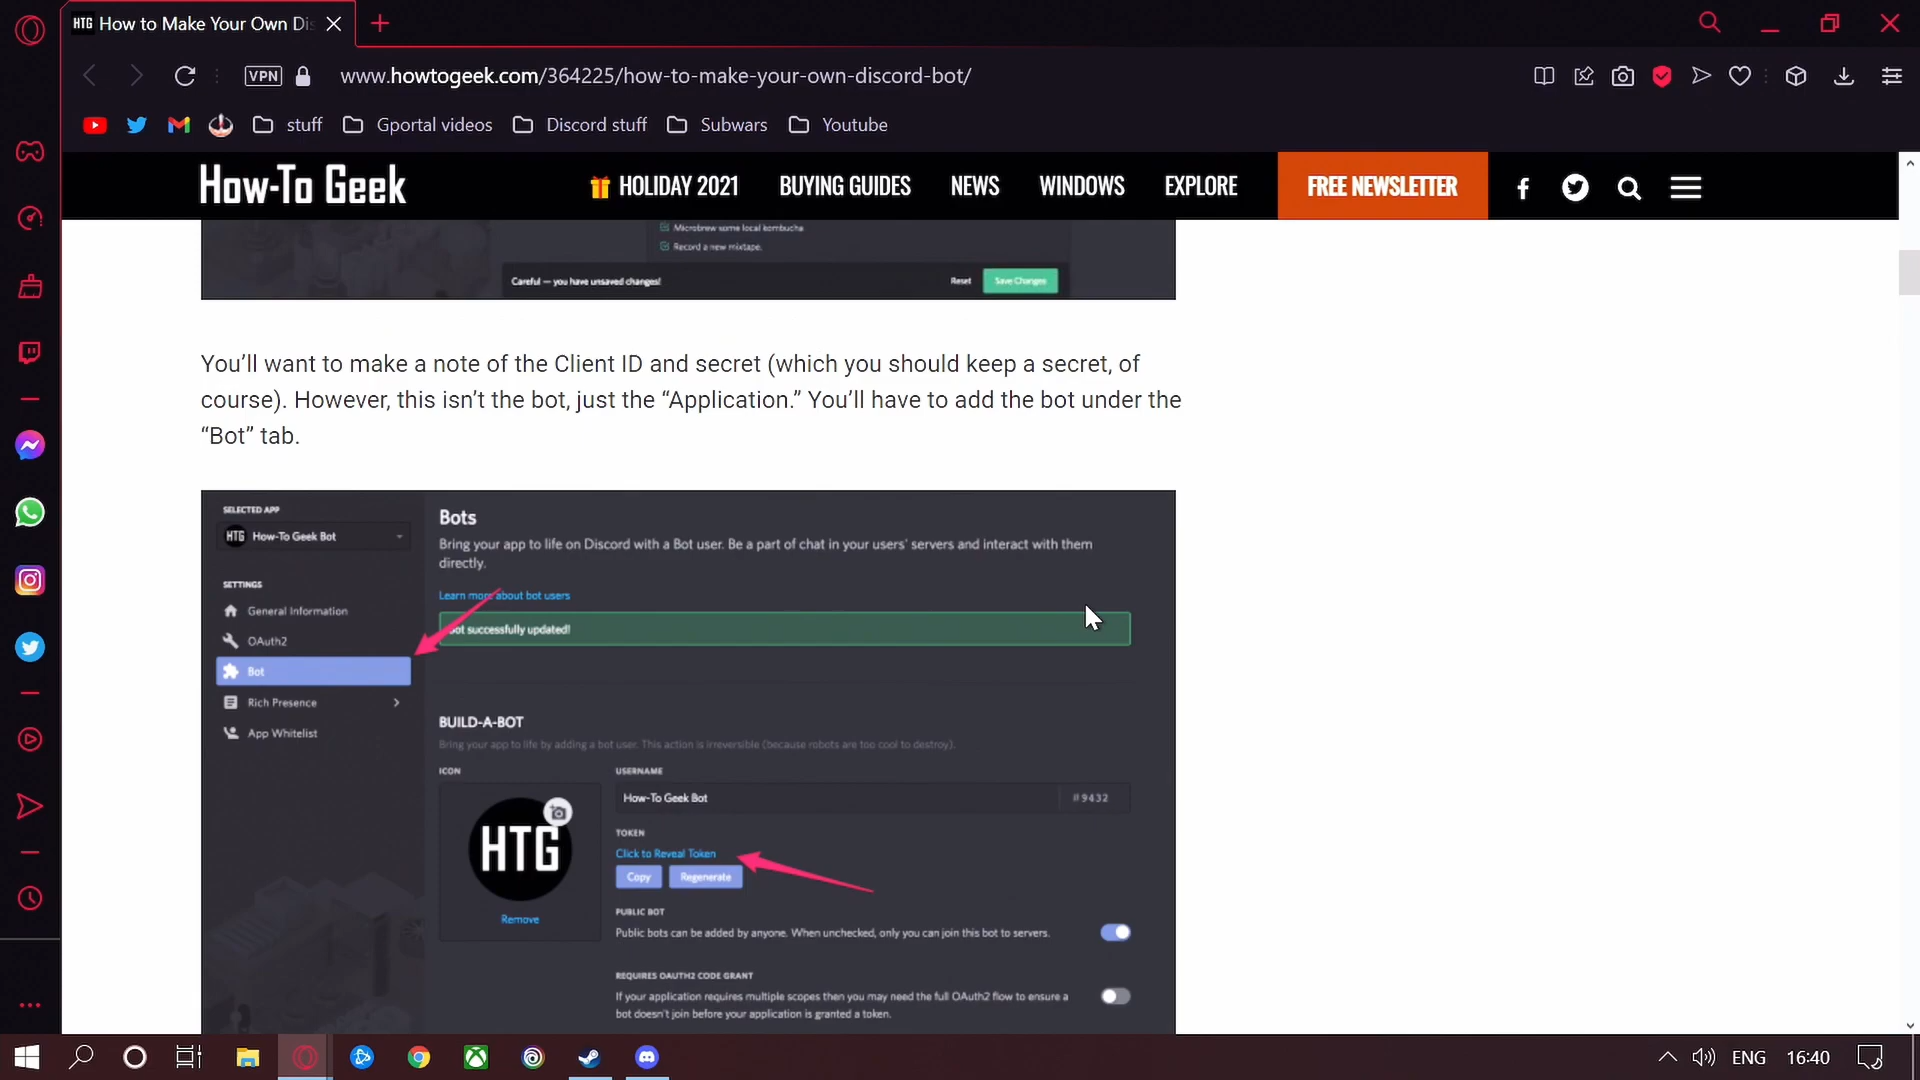 HTG How to Make Your Own Dis
VPN www.howtogeek.com/364225/how-to-make-your-own-discord-bot/
stuff Gportal videos Discord stuff Subwars Youtube
How-To Geek HOLIDAY 2021 BUYING GUIDES NEWS WINDOWS EXPLORE FREE NEWSLETTER
Microbrew some local kombucha
Record a new mixtape.
Careful — you have unsaved changes! Reset Save Changes
You’ll want to make a note of the Client ID and secret (which you should keep a secret, of
course). However, this isn’t the bot, just the “Application.” You’ll have to add the bot under the
“Bot” tab.
SELECTED APP
HTG How-To Geek Bot
SETTINGS
General Information
OAuth2
Bot
Rich Presence
App Whitelist
Bots
Bring your app to life on Discord with a Bot user. Be a part of chat in your users' servers and interact with them
directly.
Learn more about bot users
Bot successfully updated!
BUILD-A-BOT
Bring your app to life by adding a bot user. This action is irreversible (because robots are too cool to destroy).
ICON
HTG
Remove
USERNAME
How-To Geek Bot #9432
TOKEN
Click to Reveal Token
Copy Regenerate
PUBLIC BOT
Public bots can be added by anyone. When unchecked, only you can join this bot to servers.
REQUIRES OAUTH2 CODE GRANT
If your application requires multiple scopes then you may need the full OAuth2 flow to ensure a
bot doesn't join before your application is granted a token.
ENG 16:40